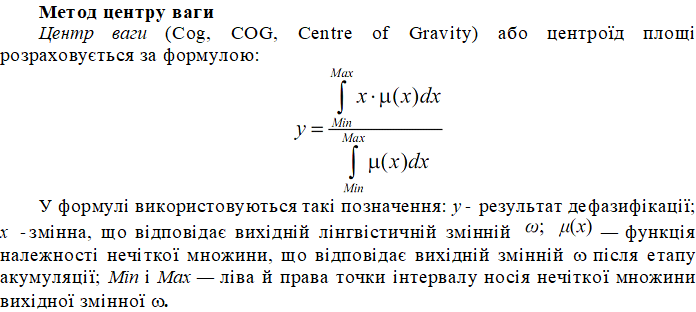 Метод центру ваги
Центр ваги (Cog, COG, Centre of Gravity) або центроїд площі
розраховується за формулою:
Max
∫ x · μ(x)dx
y = Min
Max
∫ μ(x)dx
Min
У формулі використовуються такі позначення: y - результат дефазифікації;
x - змінна, що відповідає вихідній лінгвістичній змінній ω; μ(x) — функція
належності нечіткої множини, що відповідає вихідній змінній ω після етапу
акумуляції; Min і Max — ліва й права точки інтервалу носія нечіткої множини
вихідної змінної ω.